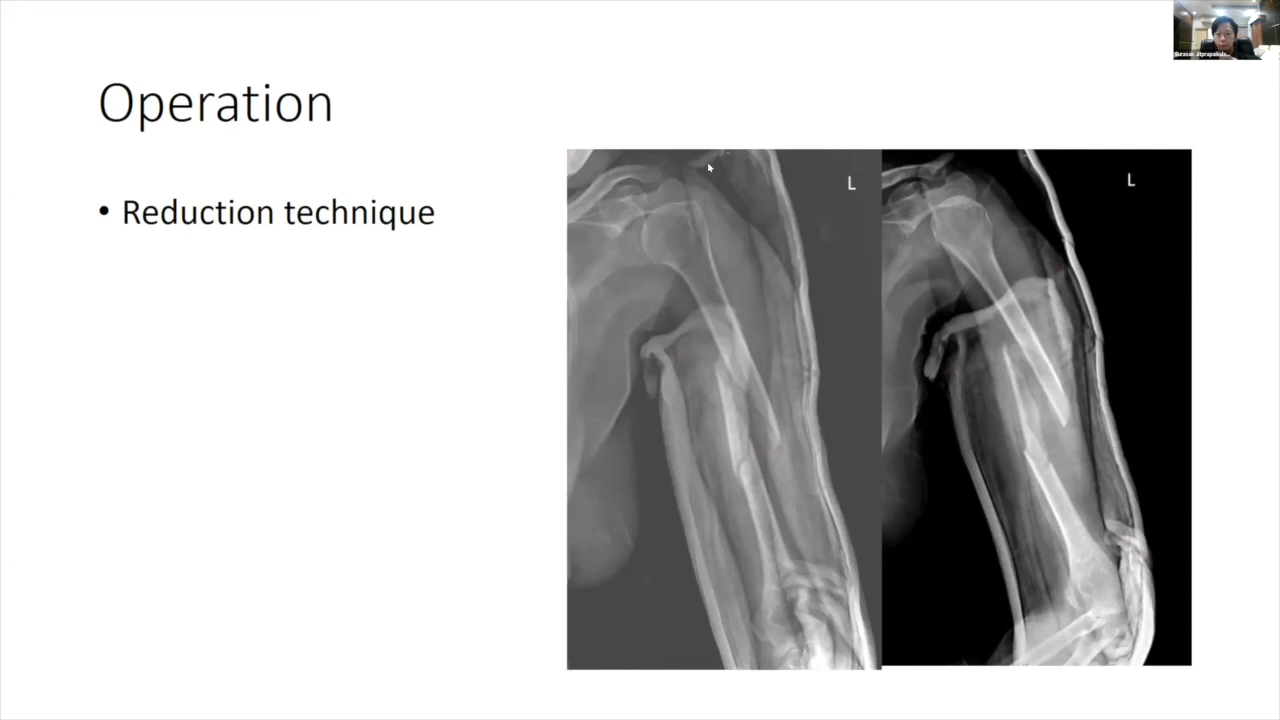 Operation
• Reduction technique
L
L